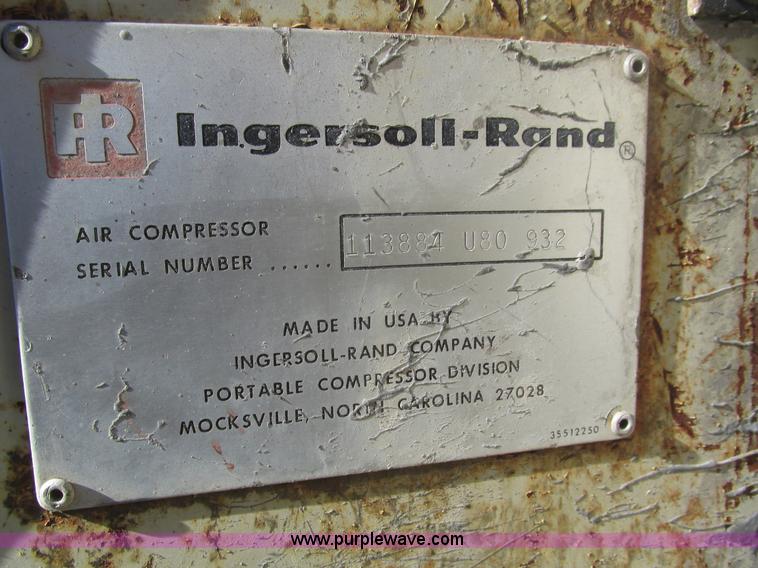 IR Ingersoll-Rand ®
AIR COMPRESSOR
SERIAL NUMBER ...... 113884 U80 932
MADE IN USA BY
INGERSOLL-RAND COMPANY
PORTABLE COMPRESSOR DIVISION
MOCKSVILLE, NORTH CAROLINA 27028
35512250
www.purplewave.com